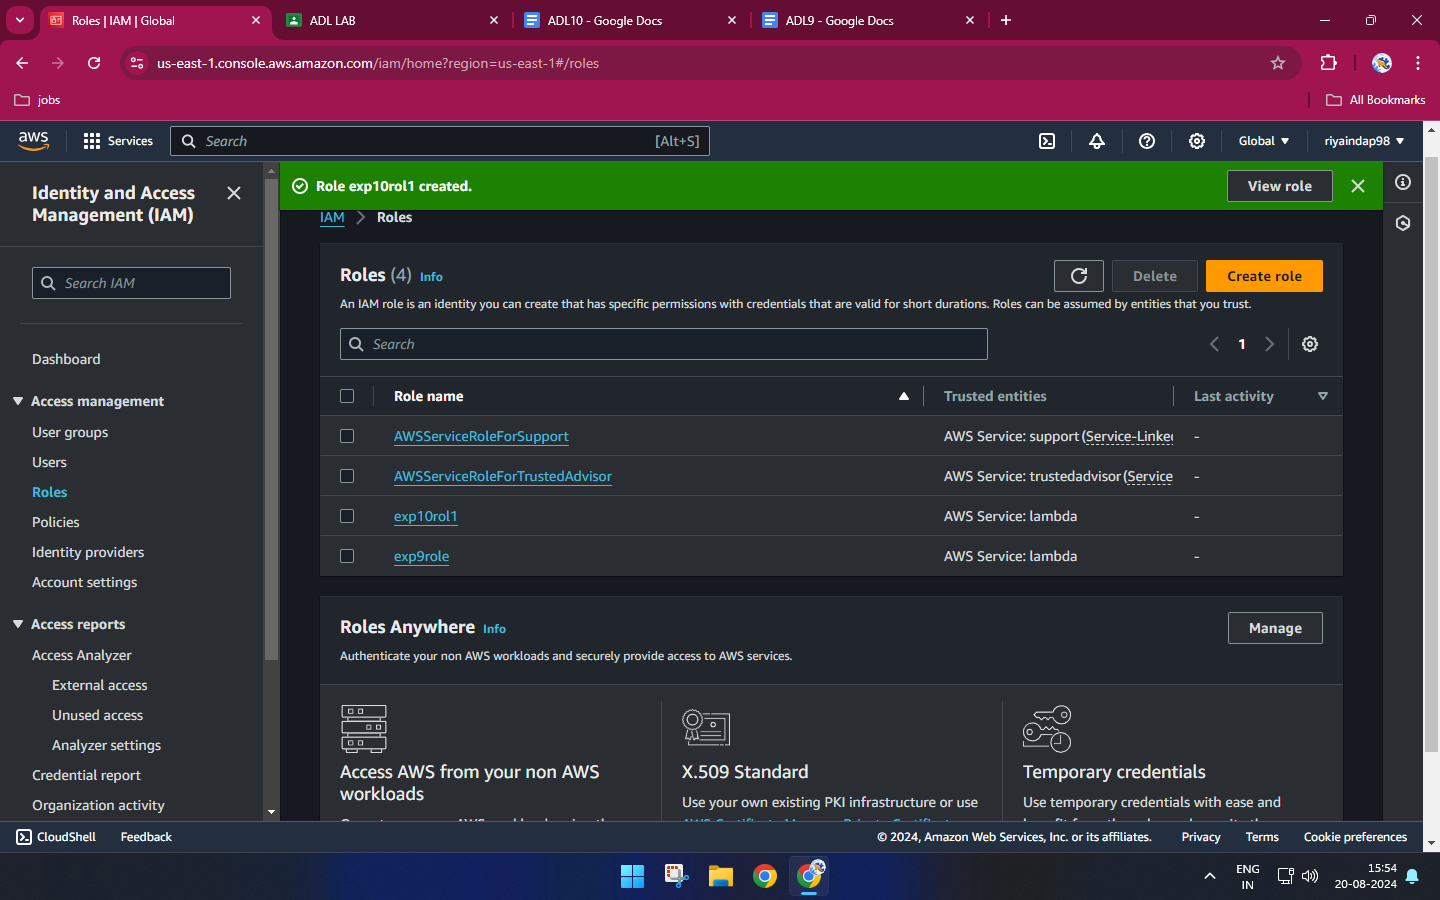 Roles | IAM | Global
ADL LAB
ADL10 - Google Docs
ADL9 - Google Docs
us-east-1.console.aws.amazon.com/iam/home?region=us-east-1#/roles
jobs
All Bookmarks
aws
Services
Search
[Alt+S]
Global
riyaindap98
Identity and Access
Management (IAM)
Search IAM
Dashboard
Access management
User groups
Users
Roles
Policies
Identity providers
Account settings
Access reports
Access Analyzer
External access
Unused access
Analyzer settings
Credential report
Organization activity
Role exp10rol1 created.
View role
IAM
Roles
Roles (4) Info
Delete
Create role
An IAM role is an identity you can create that has specific permissions with credentials that are valid for short durations. Roles can be assumed by entities that you trust.
Search
1
Role name
Trusted entities
Last activity
AWSServiceRoleForSupport
AWS Service: support (Service-Linked
-
AWSServiceRoleForTrustedAdvisor
AWS Service: trustedadvisor (Service
-
exp10rol1
AWS Service: lambda
-
exp9role
AWS Service: lambda
-
Roles Anywhere Info
Manage
Authenticate your non AWS workloads and securely provide access to AWS services.
Access AWS from your non AWS
workloads
X.509 Standard
Use your own existing PKI infrastructure or use
Temporary credentials
Use temporary credentials with ease and
CloudShell
Feedback
© 2024, Amazon Web Services, Inc. or its affiliates.
Privacy
Terms
Cookie preferences
ENG
IN
15:54
20-08-2024